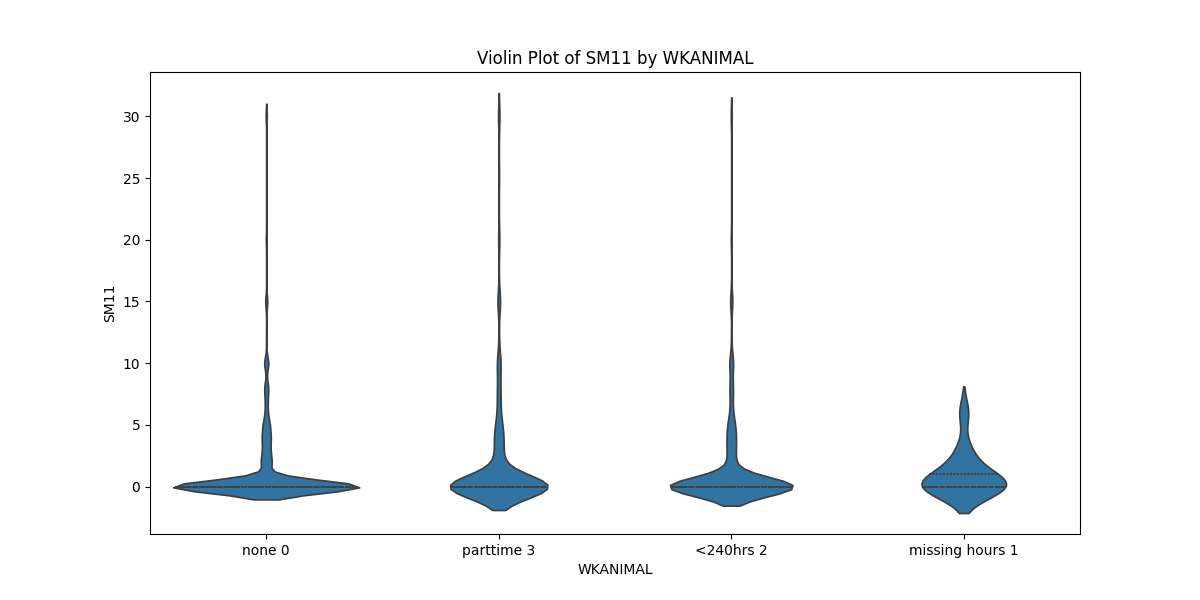 Violin Plot of SM11 by WKANIMAL
30
25
20
15
10
5
0
SM11
none 0
parttime 3
<240hrs 2
missing hours 1
WKANIMAL